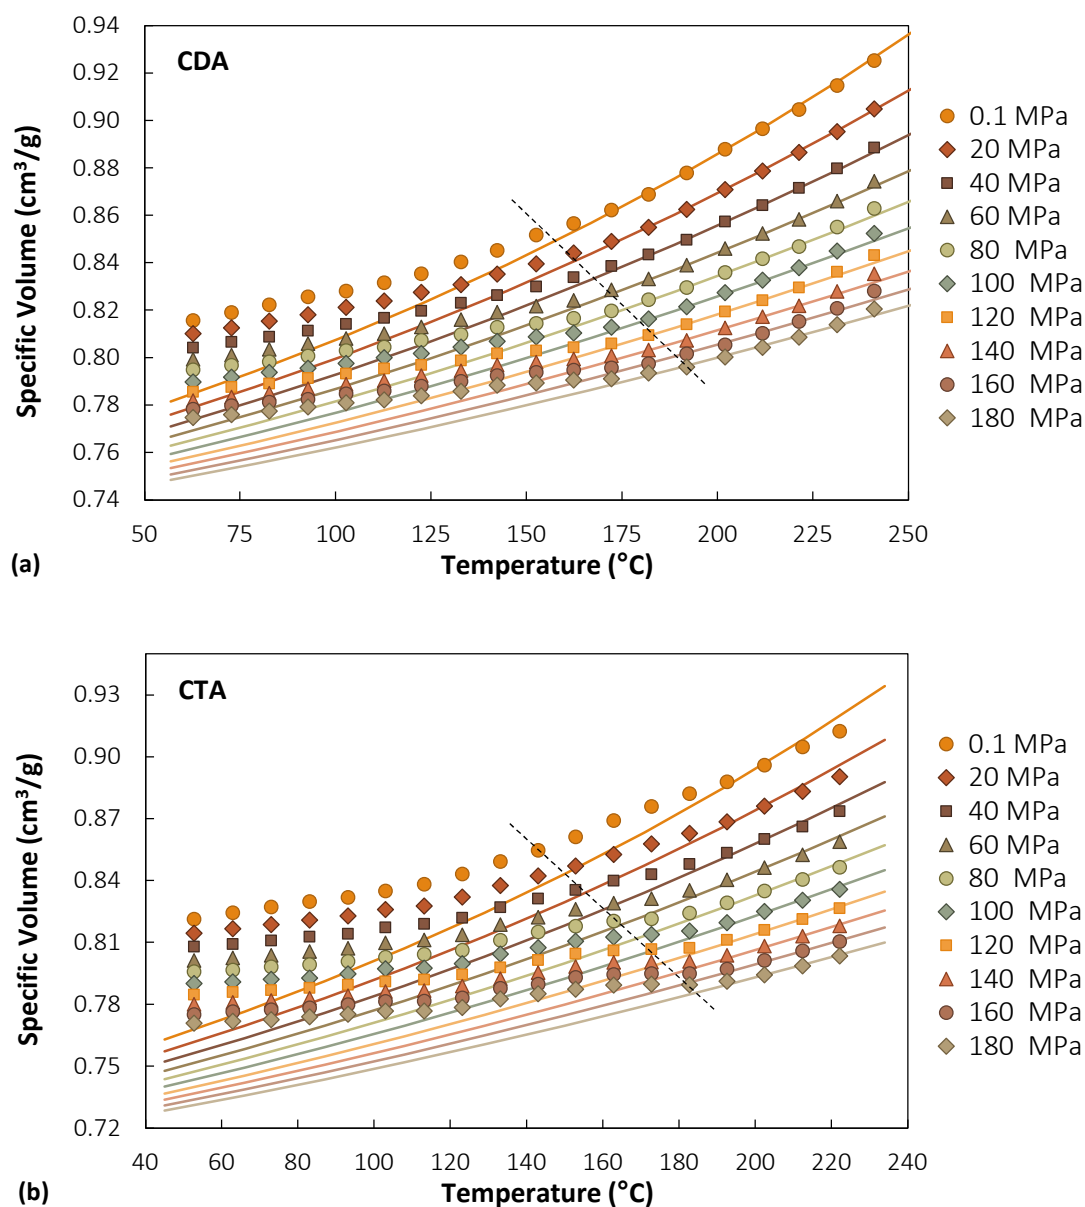 CDA
Specific Volume (cm³/g)
0.94
0.92
0.90
0.88
0.86
0.84
0.82
0.80
0.78
0.76
0.74
50 75 100 125 150 175 200 225 250
Temperature (°C)
(a)
0.1 MPa
20 MPa
40 MPa
60 MPa
80 MPa
100 MPa
120 MPa
140 MPa
160 MPa
180 MPa
CTA
Specific Volume (cm³/g)
0.93
0.90
0.87
0.84
0.81
0.78
0.75
0.72
40 60 80 100 120 140 160 180 200 220 240
Temperature (°C)
(b)
0.1 MPa
20 MPa
40 MPa
60 MPa
80 MPa
100 MPa
120 MPa
140 MPa
160 MPa
180 MPa